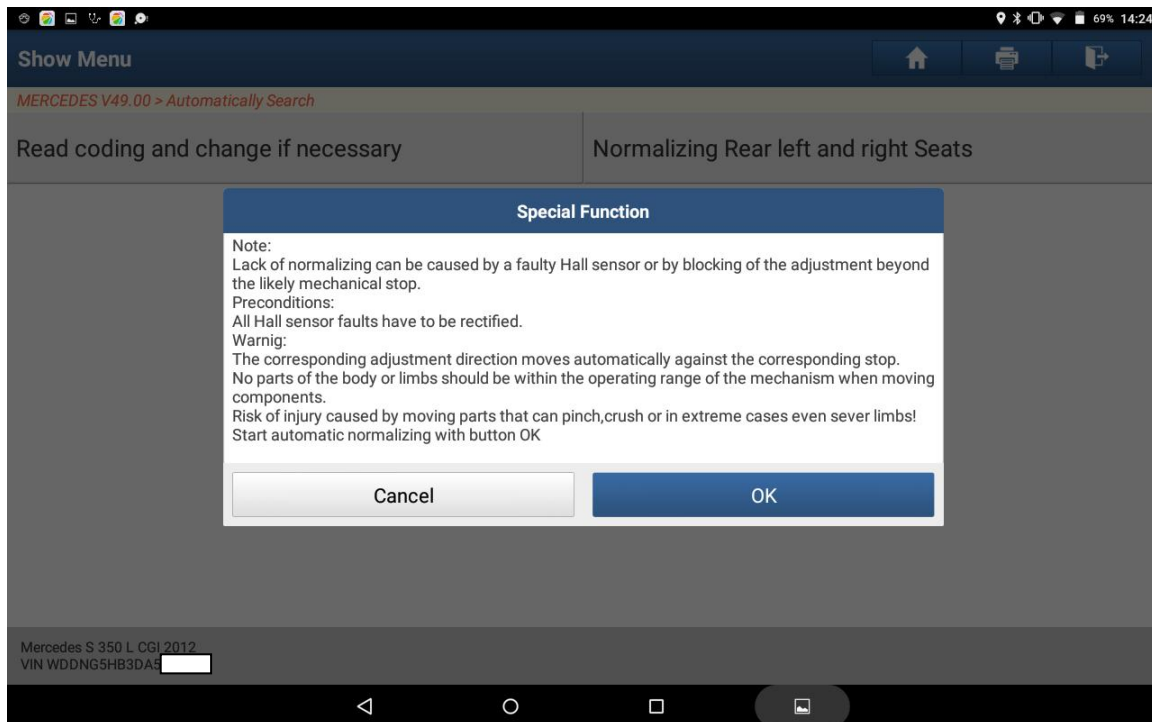 69% 14:24
Show Menu
MERCEDES V49.00 > Automatically Search
Read coding and change if necessary
Normalizing Rear left and right Seats
Special Function
Note:
Lack of normalizing can be caused by a faulty Hall sensor or by blocking of the adjustment beyond
the likely mechanical stop.
Preconditions:
All Hall sensor faults have to be rectified.
Warnig:
The corresponding adjustment direction moves automatically against the corresponding stop.
No parts of the body or limbs should be within the operating range of the mechanism when moving
components.
Risk of injury caused by moving parts that can pinch,crush or in extreme cases even sever limbs!
Start automatic normalizing with button OK
Cancel
OK
Mercedes S 350 L CGI 2012
VIN WDDNG5HB3DA5